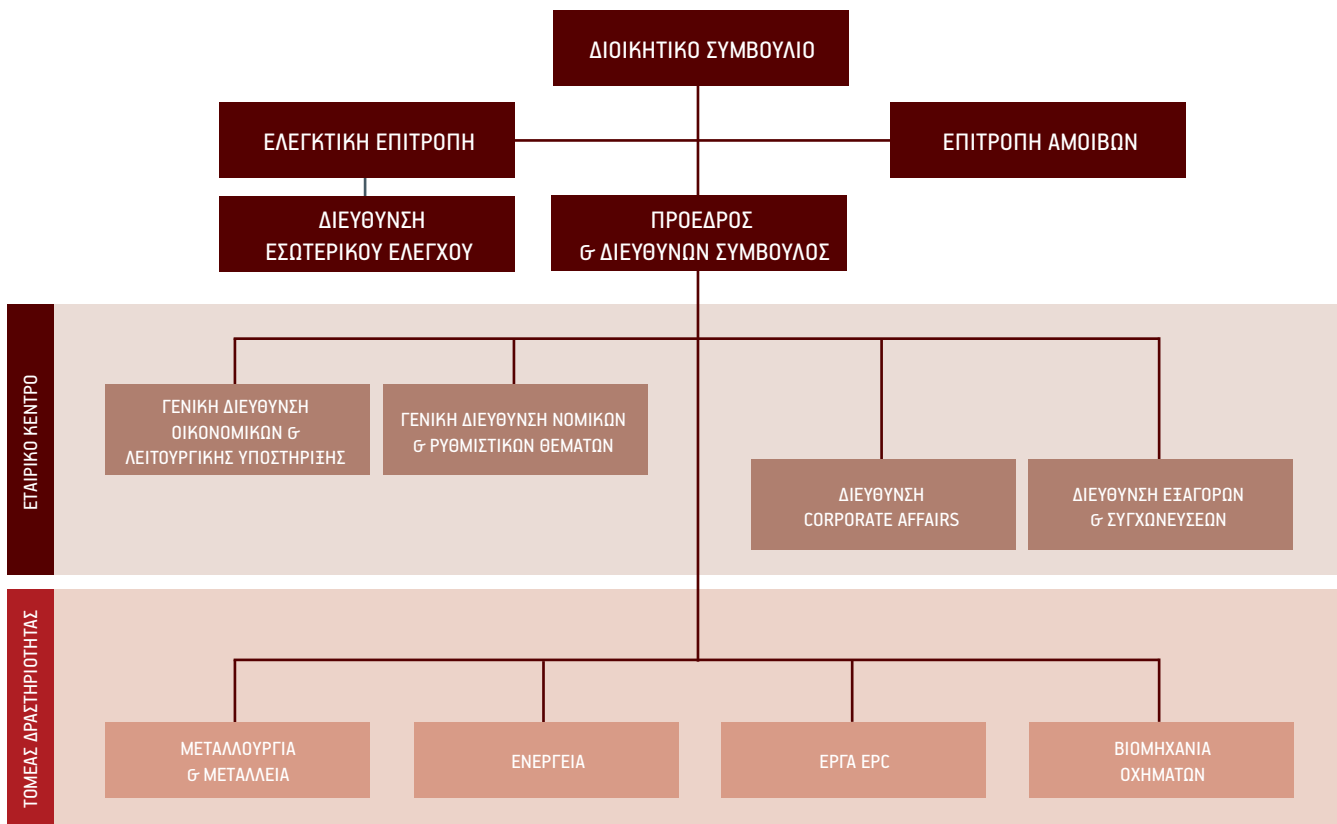 ΔΙΟΙΚΗΤΙΚΟ ΣΥΜΒΟΥΛΙΟ
ΕΛΕΓΚΤΙΚΗ ΕΠΙΤΡΟΠΗ
ΕΠΙΤΡΟΠΗ ΑΜΟΙΒΩΝ
ΔΙΕΥΘΥΝΣΗ
ΕΣΩΤΕΡΙΚΟΥ ΕΛΕΓΧΟΥ
ΠΡΟΕΔΡΟΣ
& ΔΙΕΥΘΥΝΩΝ ΣΥΜΒΟΥΛΟΣ
ΕΤΑΙΡΙΚΟ ΚΕΝΤΡΟ
ΓΕΝΙΚΗ ΔΙΕΥΘΥΝΣΗ
ΟΙΚΟΝΟΜΙΚΩΝ &
ΛΕΙΤΟΥΡΓΙΚΗΣ ΥΠΟΣΤΗΡΙΞΗΣ
ΓΕΝΙΚΗ ΔΙΕΥΘΥΝΣΗ ΝΟΜΙΚΩΝ
& ΡΥΘΜΙΣΤΙΚΩΝ ΘΕΜΑΤΩΝ
ΔΙΕΥΘΥΝΣΗ
CORPORATE AFFAIRS
ΔΙΕΥΘΥΝΣΗ ΕΞΑΓΟΡΩΝ
& ΣΥΓΧΩΝΕΥΣΕΩΝ
ΤΟΜΕΑΣ ΔΡΑΣΤΗΡΙΟΤΗΤΑΣ
ΜΕΤΑΛΛΟΥΡΓΙΑ
& ΜΕΤΑΛΛΕΙΑ
ΕΝΕΡΓΕΙΑ
ΕΡΓΑ EPC
ΒΙΟΜΗΧΑΝΙΑ
ΟΧΗΜΑΤΩΝ